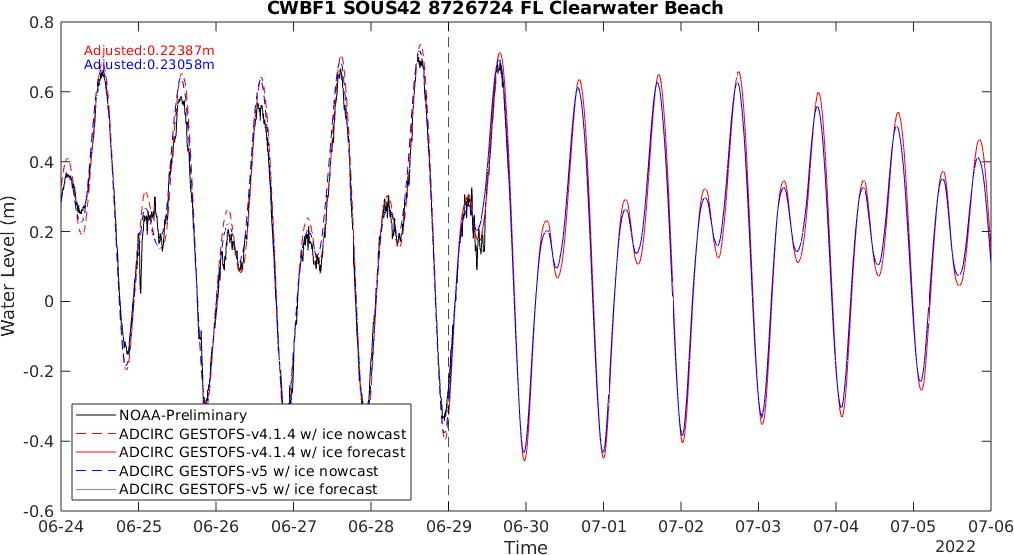 CWBF1 SOUS42 8726724 FL Clearwater Beach
0.8
Adjusted:0.22387m
Adjusted:0.23058m
0.6
0.4
0.2
0
-0.2
-0.4
-0.6
Water Level (m)
NOAA-Preliminary
ADCIRC GESTOFS-v4.1.4 w/ ice nowcast
ADCIRC GESTOFS-v4.1.4 w/ ice forecast
ADCIRC GESTOFS-v5 w/ ice nowcast
ADCIRC GESTOFS-v5 w/ ice forecast
06-24 06-25 06-26 06-27 06-28 06-29 06-30 07-01 07-02 07-03 07-04 07-05 07-06
Time
2022